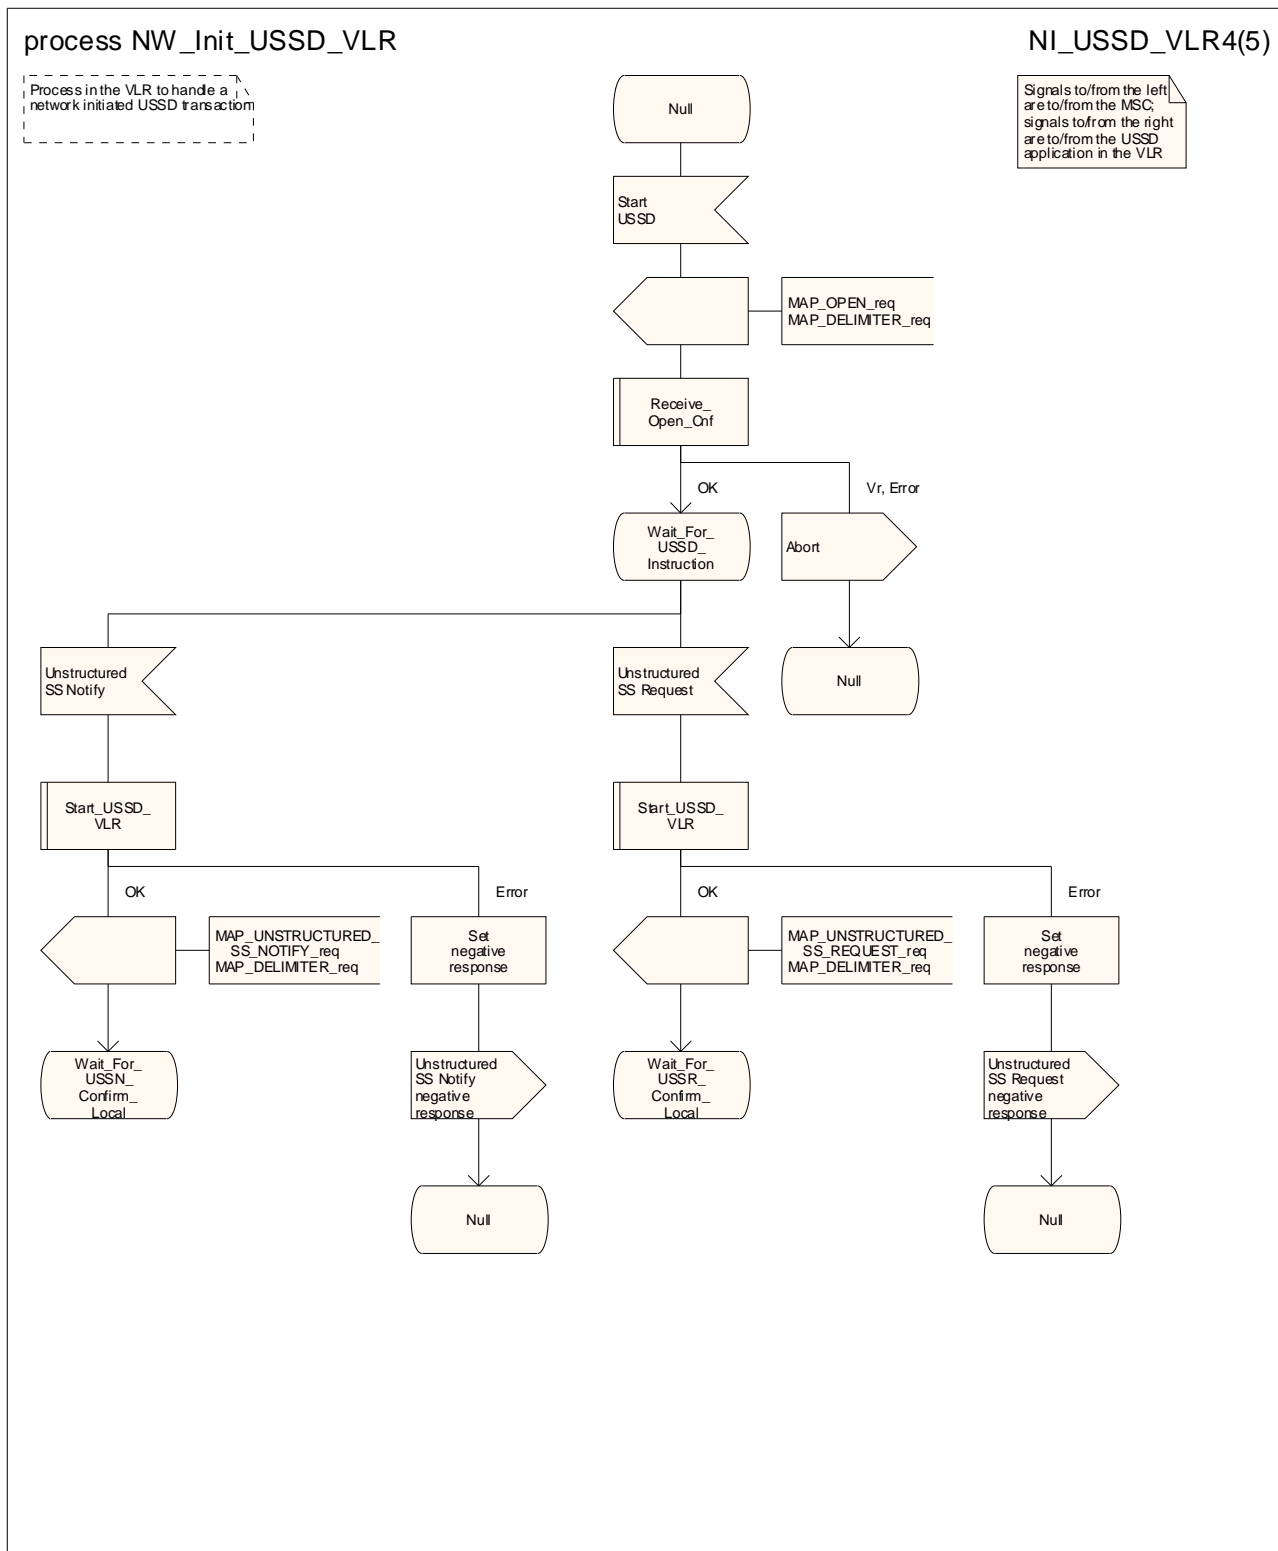 process NW_Init_USSD_VLR
NI_USSD_VLR4(5)
Process in the VLR to handle a
network initiated USSD transaction
Signals to/from the left
are to/from the MSC;
signals to/from the right
are to/from the USSD
application in the VLR
Null
Start
USSD
MAP_OPEN_req
MAP_DELIMITER_req
Receive_
Open_Cnf
OK
Vr, Error
Wait_For_
USSD_
Instruction
Abort
Null
Unstructured
SS Notify
Unstructured
SS Request
Start_USSD_
VLR
Start_USSD_
VLR
OK
Error
OK
Error
MAP_UNSTRUCTURED_
SS_NOTIFY_req
MAP_DELIMITER_req
Set
negative
response
MAP_UNSTRUCTURED_
SS_REQUEST_req
MAP_DELIMITER_req
Set
negative
response
Wait_For_
USSN_
Confirm_
Local
Unstructured
SS Notify
negative
response
Wait_For_
USSR_
Confirm_
Local
Unstructured
SS Request
negative
response
Null
Null